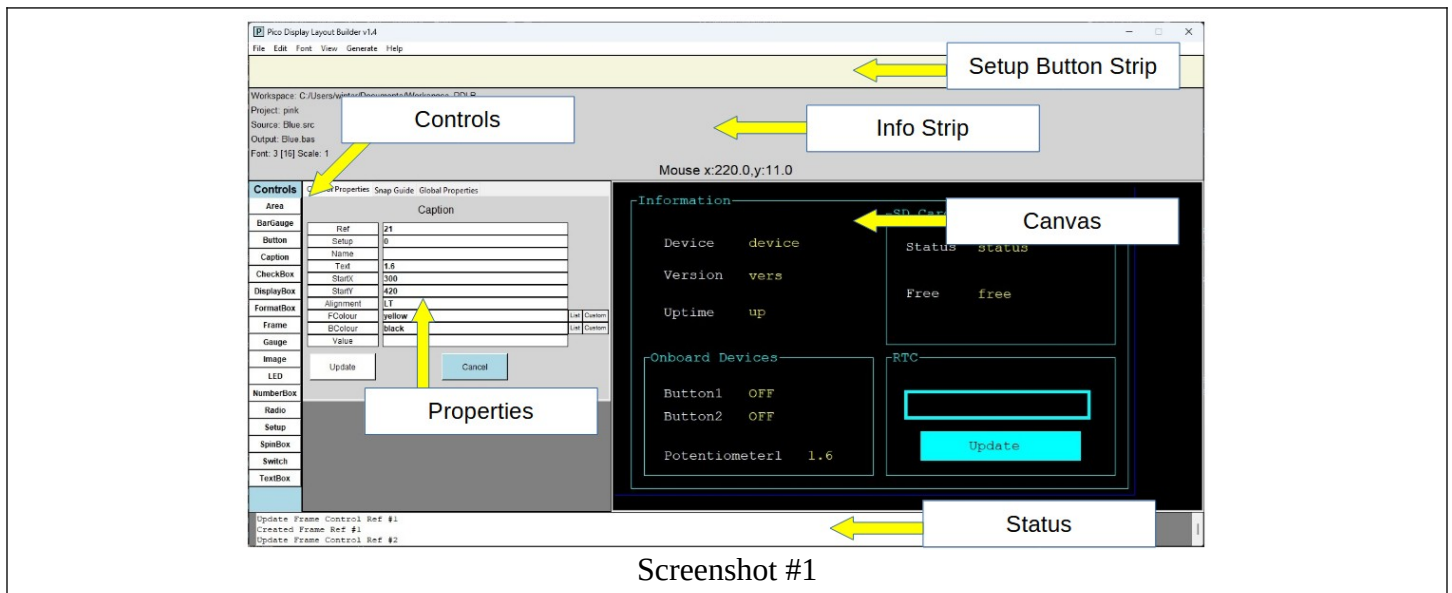 Pico Display Layout Builder v1.4
File Edit Font View Generate Help
Setup Button Strip
Workspace: C:/Users/winter/Documents/Workspace_PDLB
Project: pink
Source: Blue.src
Output: Blue.bas
Font: 3 [16] Scale: 1
Controls
Info Strip
Mouse x:220.0,y:11.0
Controls
Area
BarGauge
Button
Caption
CheckBox
DisplayBox
FormatBox
Frame
Gauge
Image
LED
NumberBox
Radio
Setup
SpinBox
Switch
TextBox
Properties Snap Guide Global Properties
Caption
Ref 21
Setup 0
Name
Text 1.6
StartX 300
StartY 420
Alignment LT
FColour yellow List Custom
BColour black List Custom
Value
Update Cancel
Properties
Information
Device device
Version vers
Uptime up
SD Car
Canvas
Status status
Free free
Onboard Devices
Button1 OFF
Button2 OFF
Potentiometer1 1.6
RTC
Update
Update Frame Control Ref #1
Created Frame Ref #1
Update Frame Control Ref #2
Status
Screenshot #1